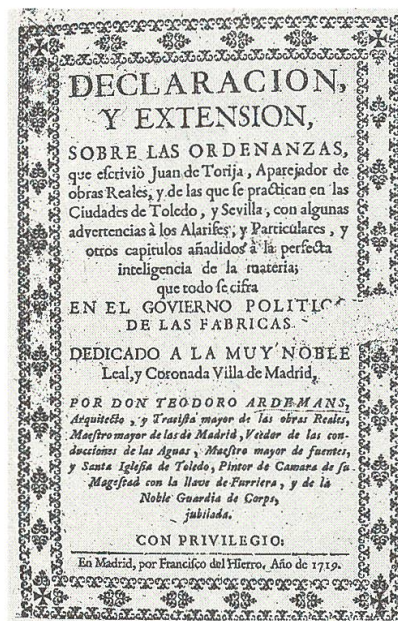 DECLARACION,
Y EXTENSION,
SOBRE LAS ORDENANZAS,
que escriviò Juan de Torija, Aparejador de
obras Reales, y de las que se practican en las
Ciudades de Toledo, y Sevilla, con algunas
advertencias à los Alarifes, y Particulares, y
otros capitulos añadidos à la perfecta
inteligencia de la materia;
que todo se cifra
EN EL GOVIERNO
DE LAS FABRICAS
DEDICADO A LA MUY NOBLE
Leal, y Coronada Villa de Madrid,
POR DON TEODORO ARDEMANS,
Arquitecto, y Tracista mayor de las obras Reales,
Maestro mayor de las de Madrid, Veedor de las con-
ducciones de las Aguas, Maestro mayor de fuentes,
y Santa Iglesia de Toledo, Pintor de Camara de su
Magestad con la llave de Furriera, y de la
Noble Guardia de Corps,
jubilada.
CON PRIVILEGIO:
En Madrid, por Francisco del Hierro. Año de 1719.